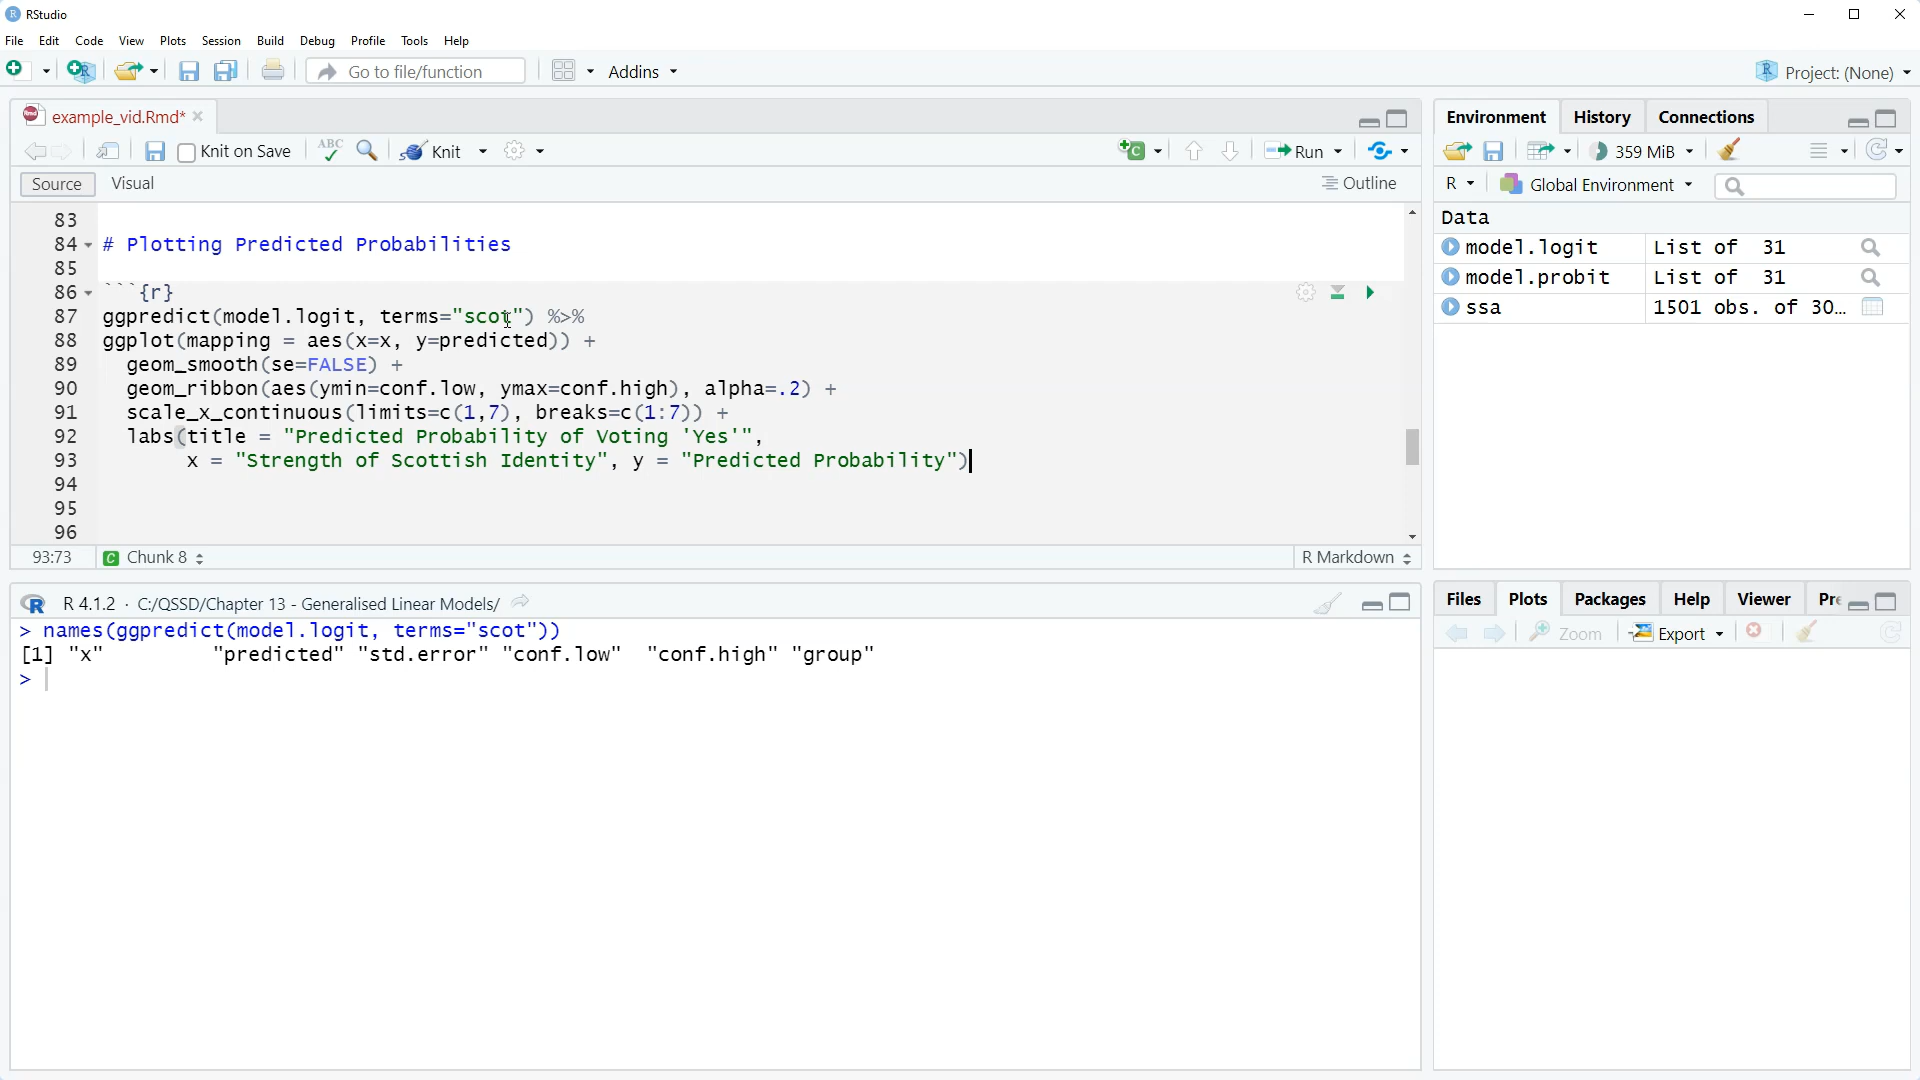 RStudio
File Edit Code View Plots Session Build Debug Profile Tools Help
Go to file/function Addins Project: (None)
example_vid.Rmd*
Knit on Save ABC Knit Run
Source Visual Outline
83
84 # Plotting Predicted Probabilities
85
86 ```{r}
87 ggpredict(model.logit, terms="scot") %>%
88 ggplot(mapping = aes(x=x, y=predicted)) +
89 geom_smooth(se=FALSE) +
90 geom_ribbon(aes(ymin=conf.low, ymax=conf.high), alpha=.2) +
91 scale_x_continuous(limits=c(1,7), breaks=c(1:7)) +
92 labs(title = "Predicted Probability of Voting 'Yes'",
93 x = "Strength of Scottish Identity", y = "Predicted Probability")
94
95
96
93:73 C Chunk 8 R Markdown
R 4.1.2 · C:/QSSD/Chapter 13 - Generalised Linear Models/
> names(ggpredict(model.logit, terms="scot"))
[1] "x" "predicted" "std.error" "conf.low" "conf.high" "group"
>
Environment History Connections
359 MiB
R Global Environment
Data
model.logit List of 31
model.probit List of 31
ssa 1501 obs. of 30...
Files Plots Packages Help Viewer Pre
Zoom Export